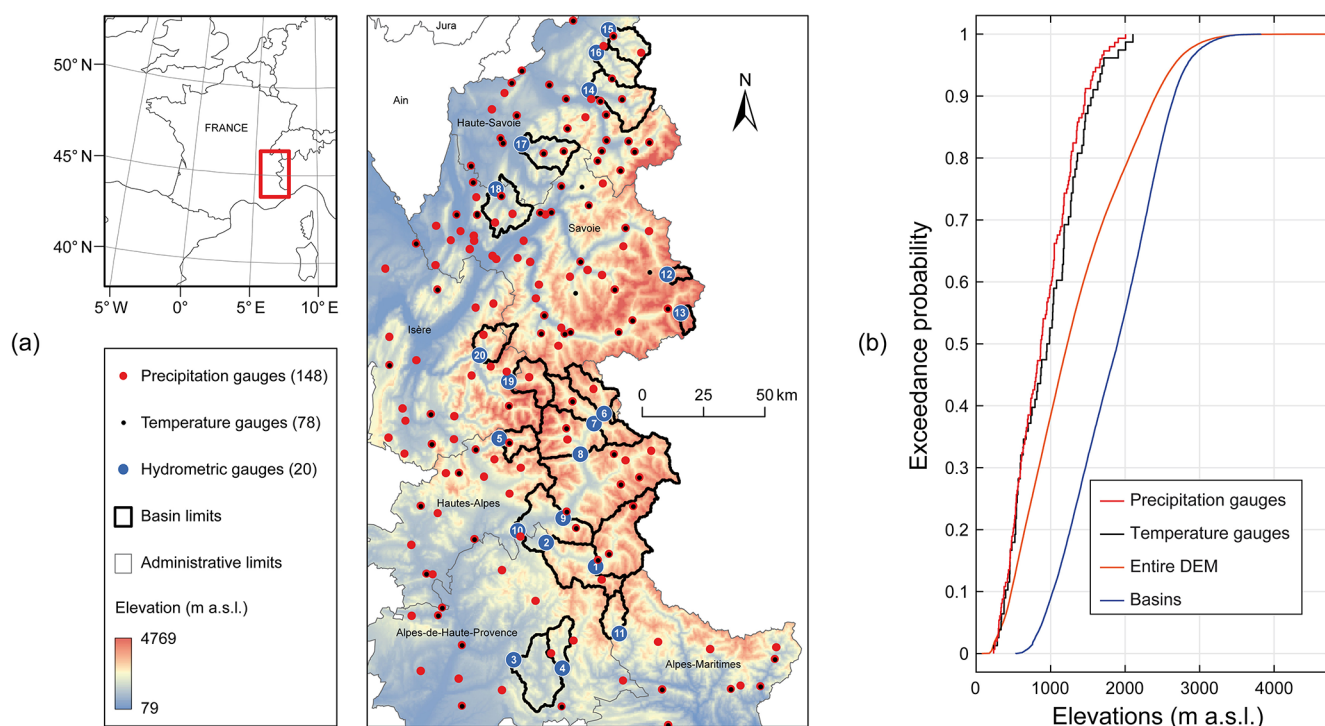 50° N
45° N
40° N
5° W
0° E
5° E
10° E
FRANCE
(a)
Precipitation gauges (148)
Temperature gauges (78)
Hydrometric gauges (20)
Basin limits
Administrative limits
Elevation (m a.s.l.)
4769
79
Jura
Ain
Haute-Savoie
Savoie
Isère
Hautes-Alpes
Alpes-de-Haute-Provence
Alpes-Maritimes
N
0 25 50 km
15
16
14
17
18
12
13
20
19
6
7
5
8
9
10
2
1
11
3
4
(b)
Exceedance probability
1
0.9
0.8
0.7
0.6
0.5
0.4
0.3
0.2
0.1
0
0 1000 2000 3000 4000
Elevations (m a.s.l.)
Precipitation gauges
Temperature gauges
Entire DEM
Basins